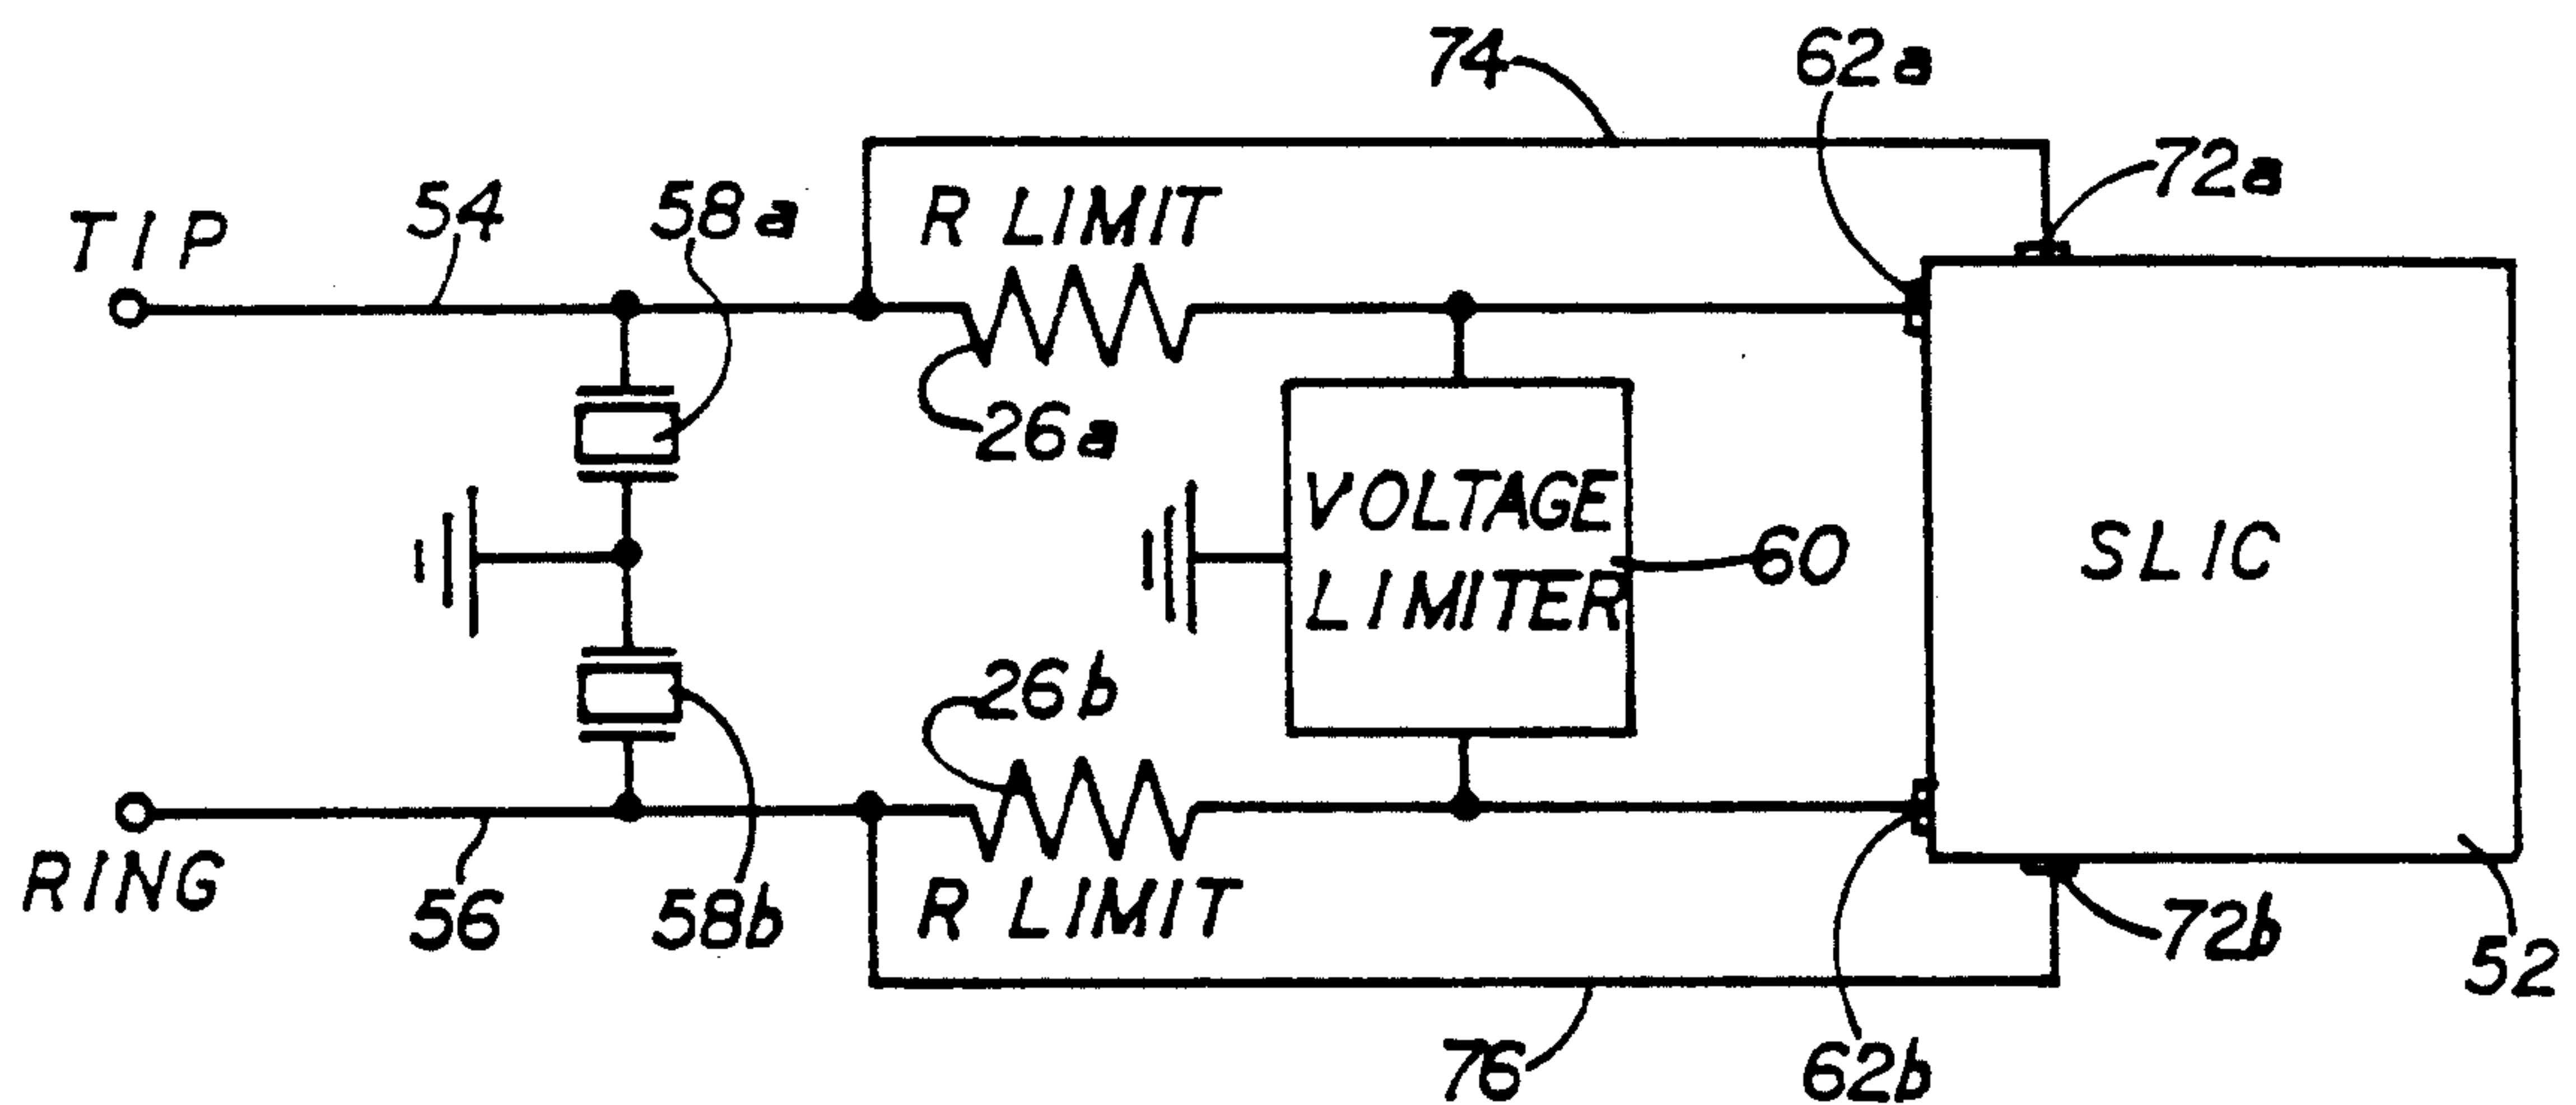 74
62a
72a
TIP
54
58a
R LIMIT
26a
VOLTAGE
LIMITER
60
SLIC
26b
RING
56
58b
R LIMIT
72b
52
76
62b